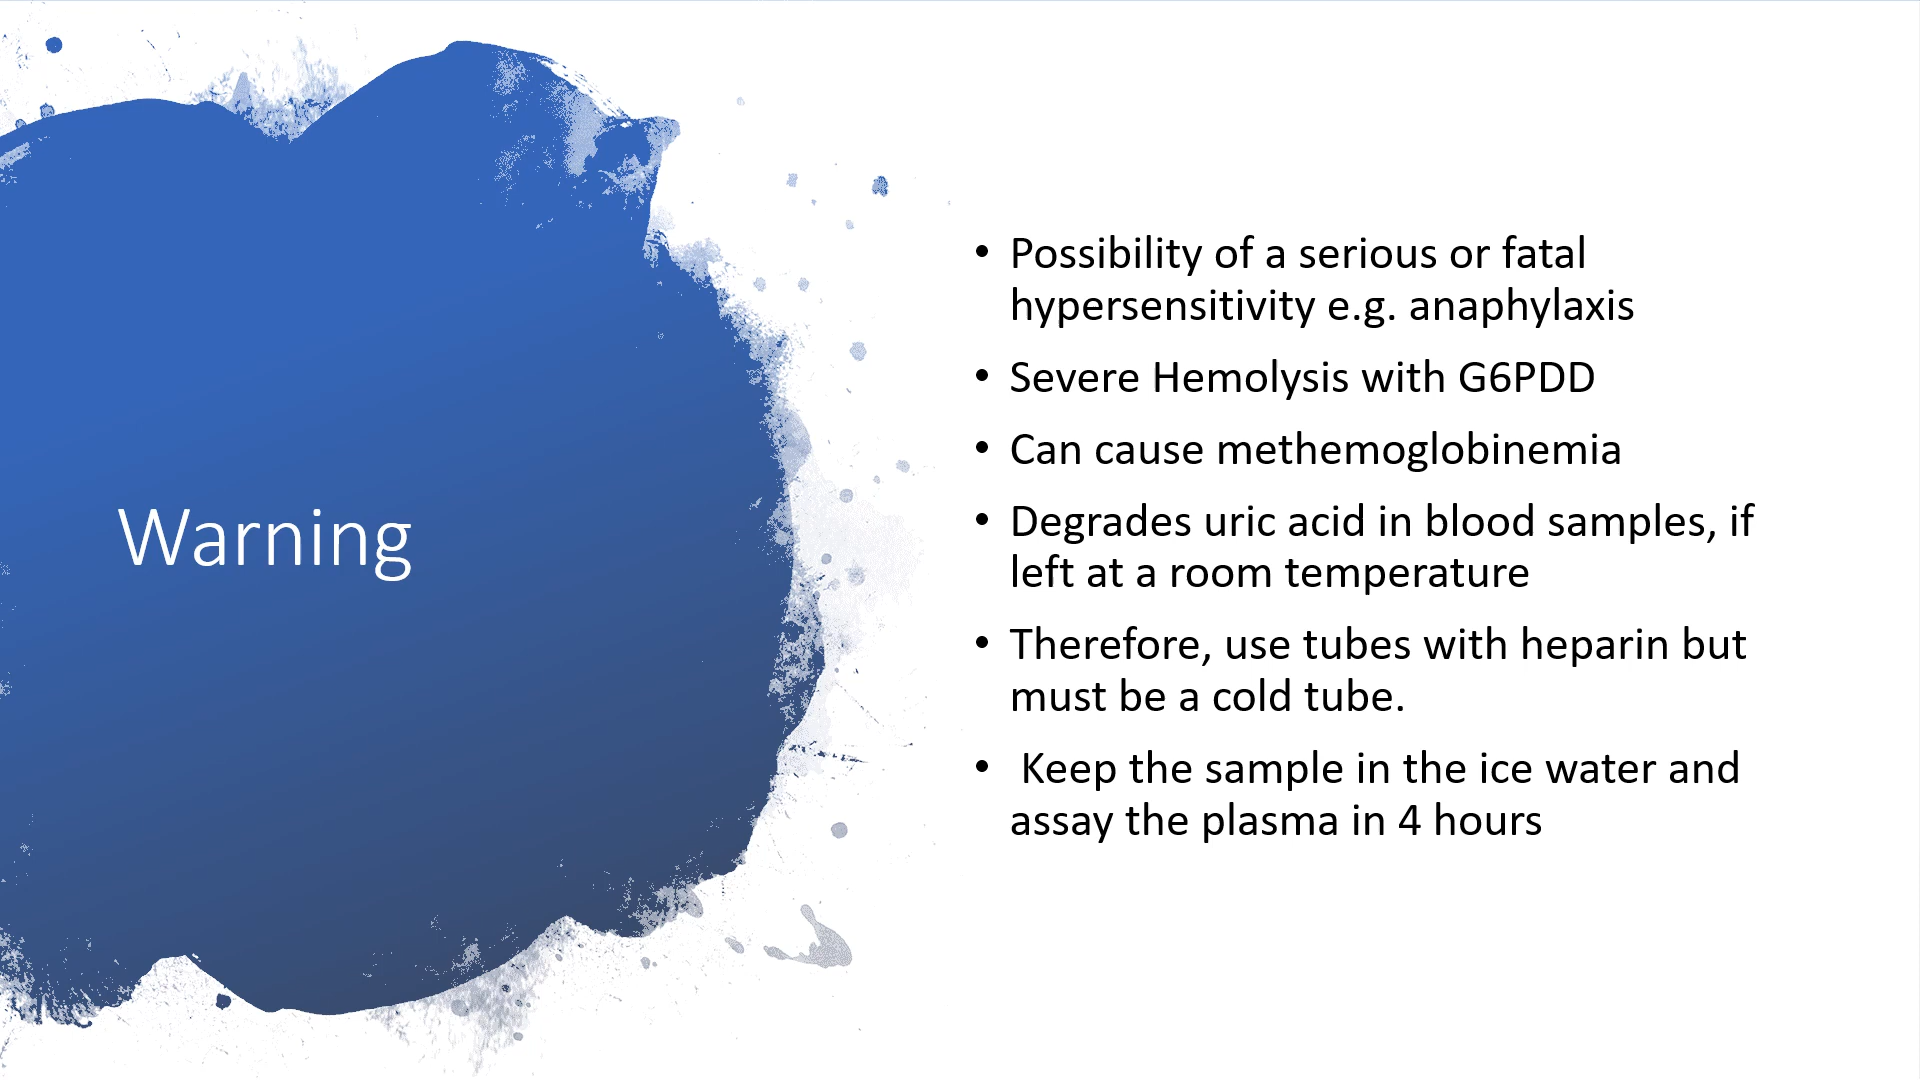 Warning
• Possibility of a serious or fatal
hypersensitivity e.g. anaphylaxis
• Severe Hemolysis with G6PDD
• Can cause methemoglobinemia
• Degrades uric acid in blood samples, if
left at a room temperature
• Therefore, use tubes with heparin but
must be a cold tube.
• Keep the sample in the ice water and
assay the plasma in 4 hours